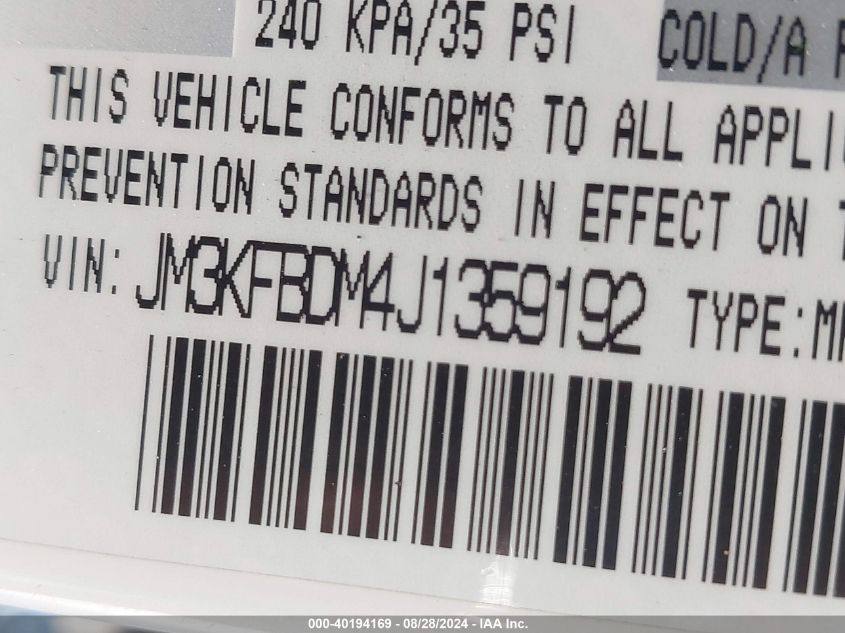 240 KPA/35 PSI COLD/A
THIS VEHICLE CONFORMS TO ALL APPLI
PREVENTION STANDARDS IN EFFECT ON
VIN: JM3KFBDM4J1359192 TYPE:
000-40194169 - 08/28/2024 - IAA Inc.